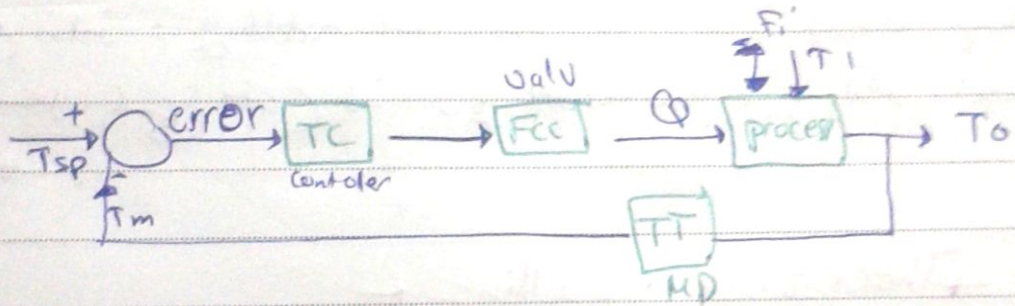 Fi
T1
valv
+ error TC Fcc Q proces To
Tsp
Contoler
-
Tm
TT
MD